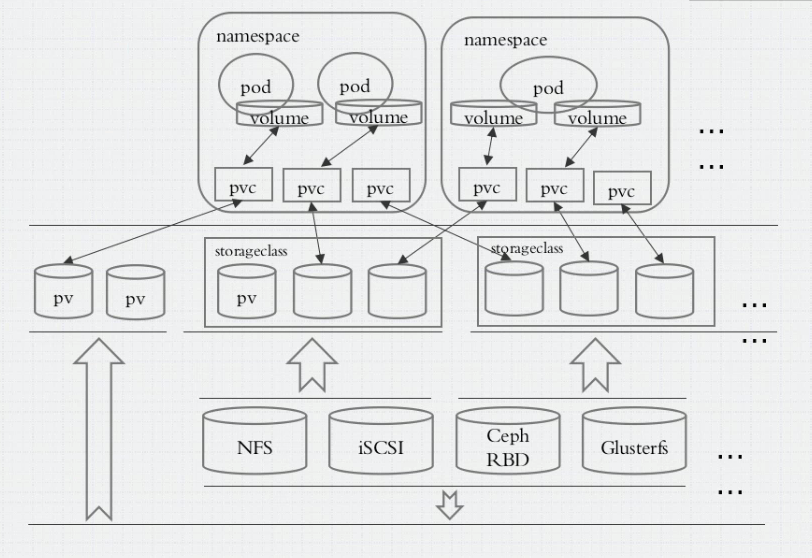 namespace
namespace
pod
pod
pod
volume
volume
volume
volume
pvc
pvc
pvc
pvc
pvc
pvc
...
...
storageclass
storageclass
pv
pv
pv
...
...
NFS
iSCSI
Ceph
RBD
Glusterfs
...
...